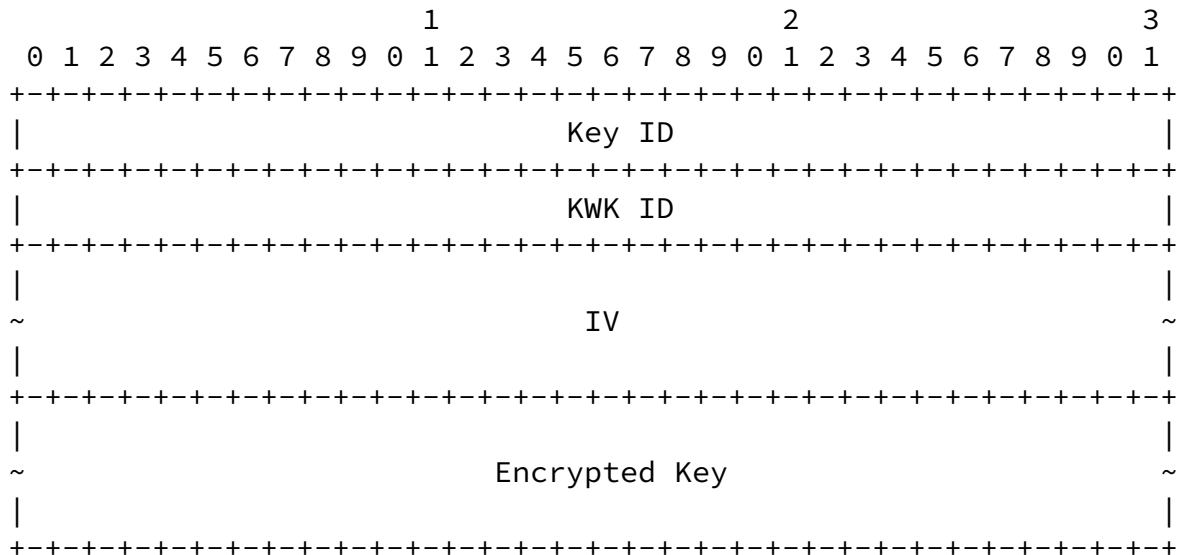 1                   2                   3
   0 1 2 3 4 5 6 7 8 9 0 1 2 3 4 5 6 7 8 9 0 1 2 3 4 5 6 7 8 9 0 1
  +-+-+-+-+-+-+-+-+-+-+-+-+-+-+-+-+-+-+-+-+-+-+-+-+-+-+-+-+-+-+-+-+
  |                              Key ID                           |
  +-+-+-+-+-+-+-+-+-+-+-+-+-+-+-+-+-+-+-+-+-+-+-+-+-+-+-+-+-+-+-+-+
  |                              KWK ID                           |
  +-+-+-+-+-+-+-+-+-+-+-+-+-+-+-+-+-+-+-+-+-+-+-+-+-+-+-+-+-+-+-+-+
  |                                                               |
  ~                               IV                              ~
  |                                                               |
  +-+-+-+-+-+-+-+-+-+-+-+-+-+-+-+-+-+-+-+-+-+-+-+-+-+-+-+-+-+-+-+-+
  |                                                               |
  ~                          Encrypted Key                        ~
  |                                                               |
  +-+-+-+-+-+-+-+-+-+-+-+-+-+-+-+-+-+-+-+-+-+-+-+-+-+-+-+-+-+-+-+-+